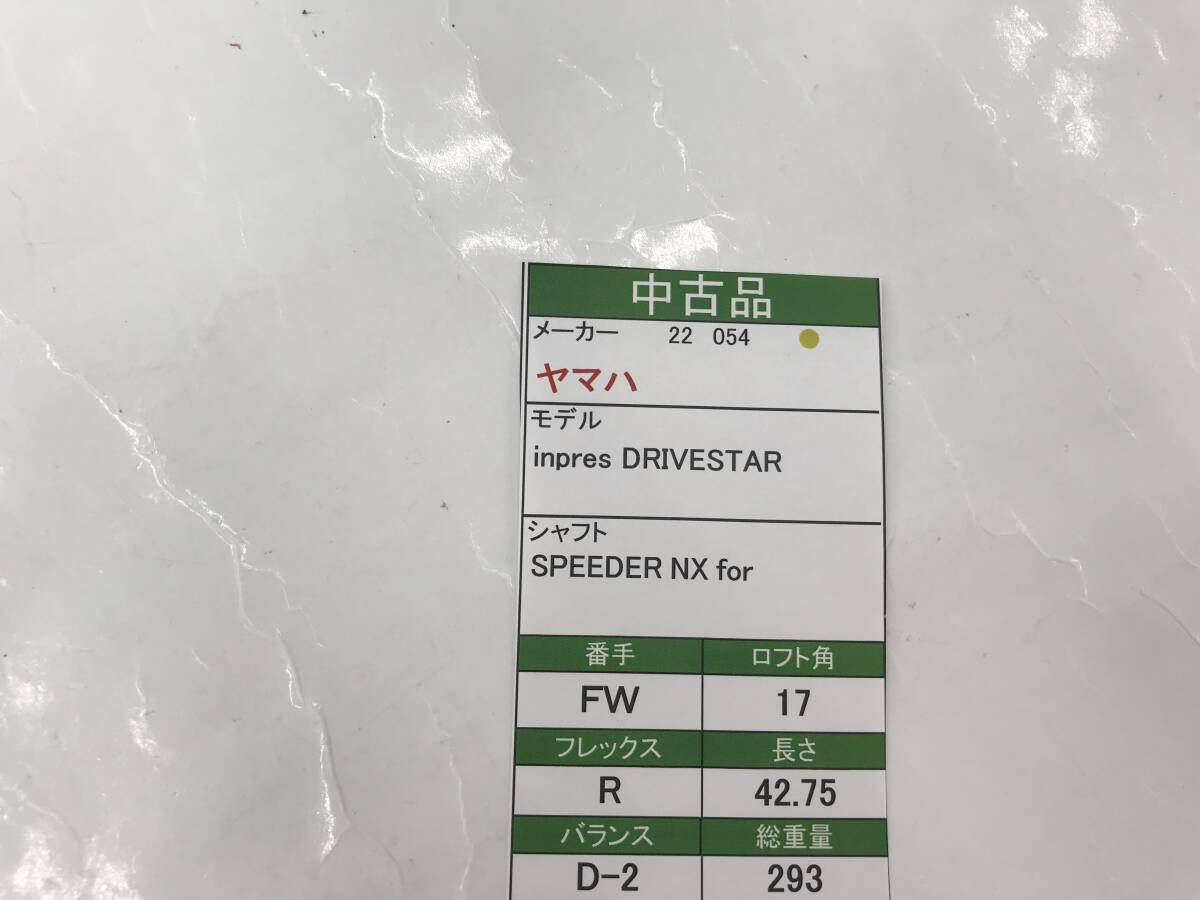 中古品
メーカー 22 054
ヤマハ
モデル
inpres DRIVESTAR
シャフト
SPEEDER NX for
番手 ロフト角
FW 17
フレックス 長さ
R 42.75
バランス 総重量
D-2 293